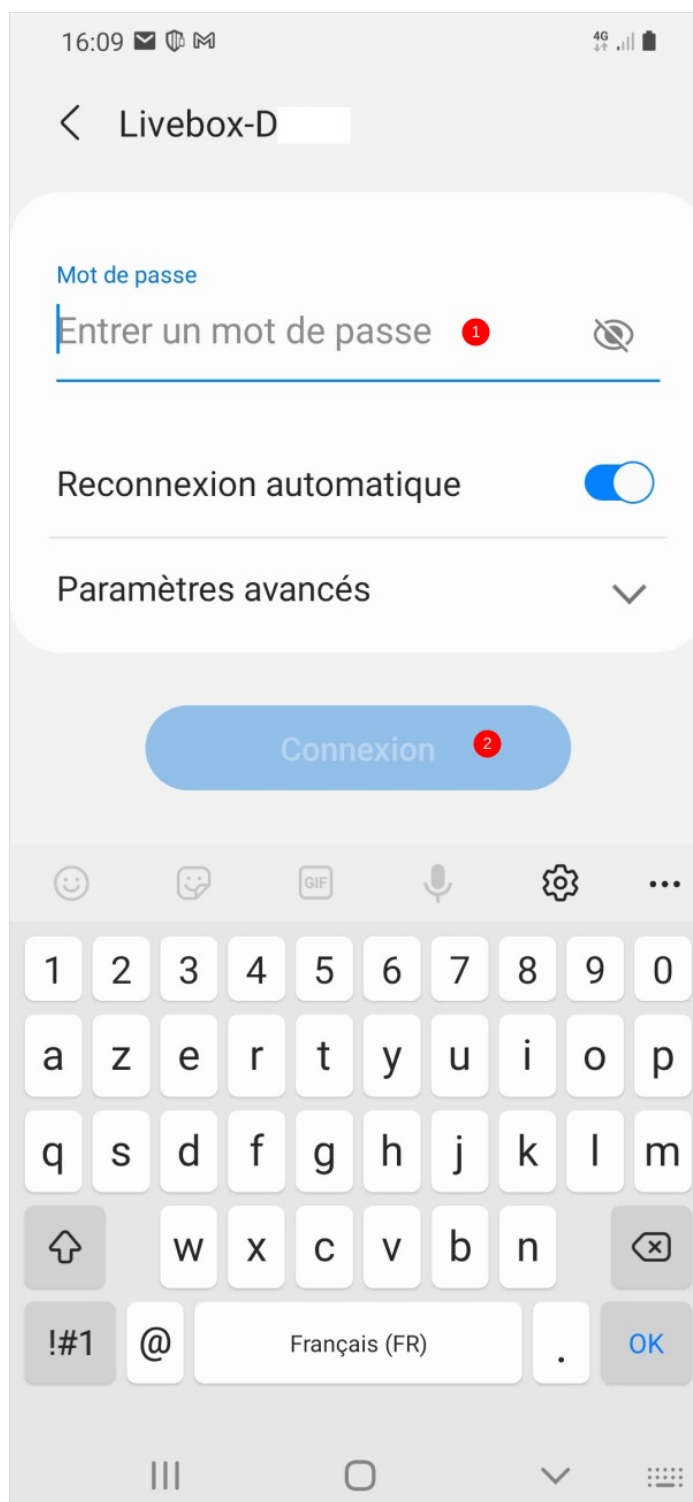 16:09
4G
Livebox-D
Mot de passe
Entrer un mot de passe 1
Reconnexion automatique
Paramètres avancés
Connexion 2
GIF
1 2 3 4 5 6 7 8 9 0
a z e r t y u i o p
q s d f g h j k l m
w x c v b n
!#1 @ Français (FR) . OK